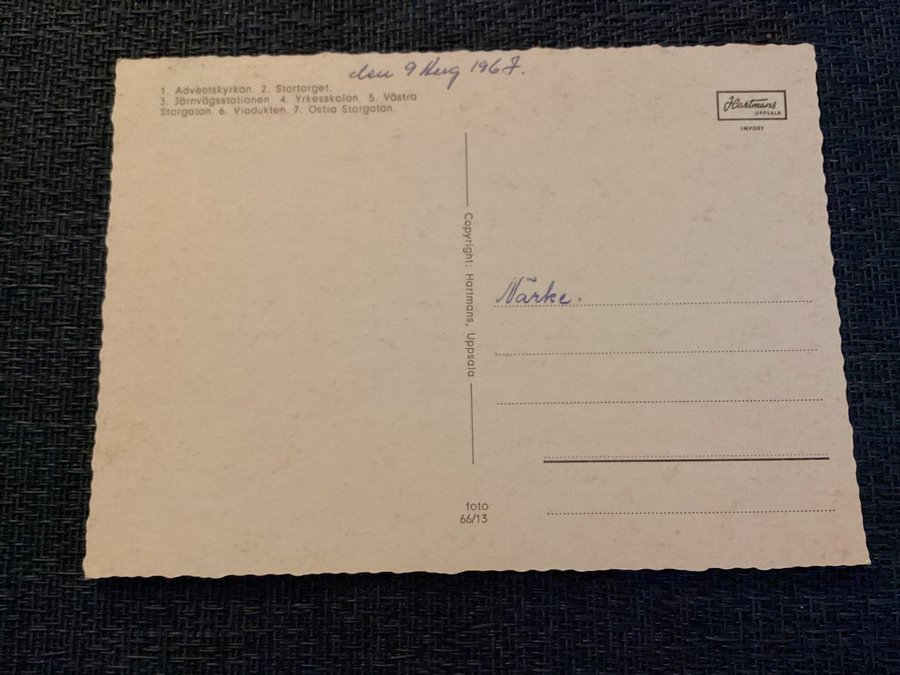 den 9 Aug 1967.
1. Adventskyrkan. 2. Stortorget.
3. Järnvägsstationen. 4. Yrkesskolan. 5. Västra
Storgatan. 6. Viadukten. 7. Östra Storgatan.
Hartmans
UPPSALA
IMPORT
Copyright: Hartmans, Uppsala
Närke.
foto
66/13